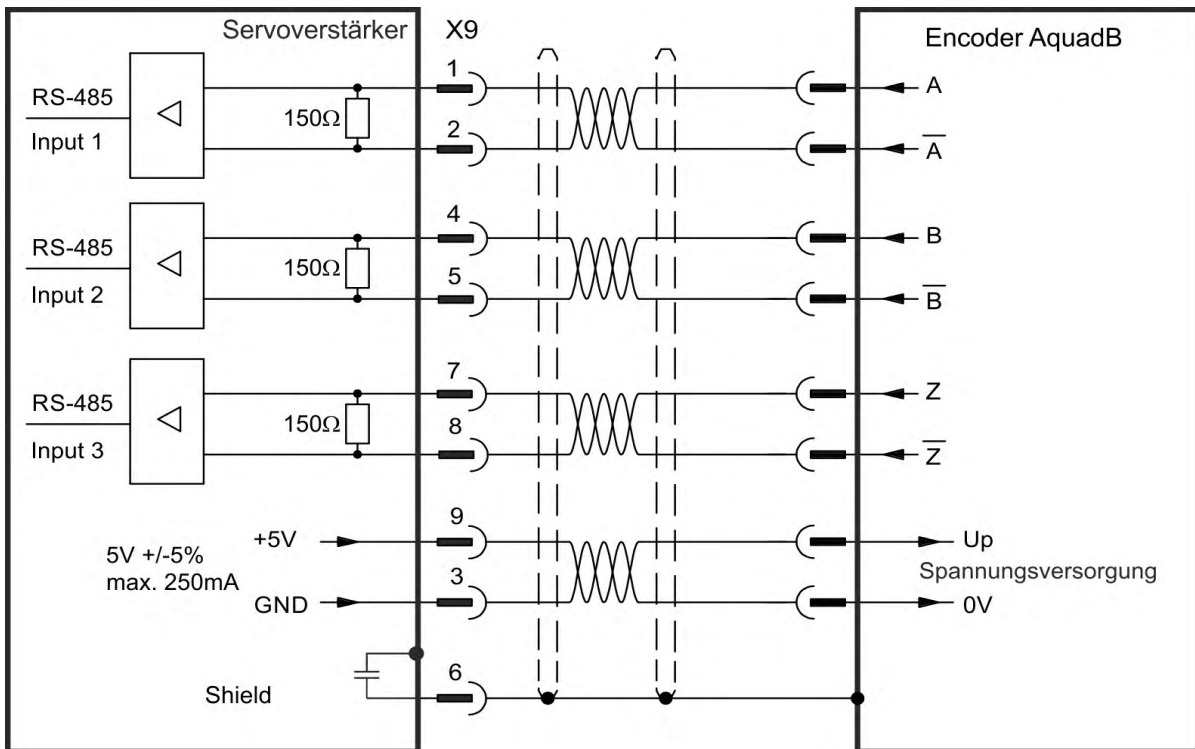 Servoverstärker
X9
Encoder AquadB
RS-485
Input 1
150Ω
1
2
A
A̅
RS-485
Input 2
150Ω
4
5
B
B̅
RS-485
Input 3
150Ω
7
8
Z
Z̅
5V +/-5%
max. 250mA
+5V
GND
9
3
Up
Spannungsversorgung
0V
Shield
6